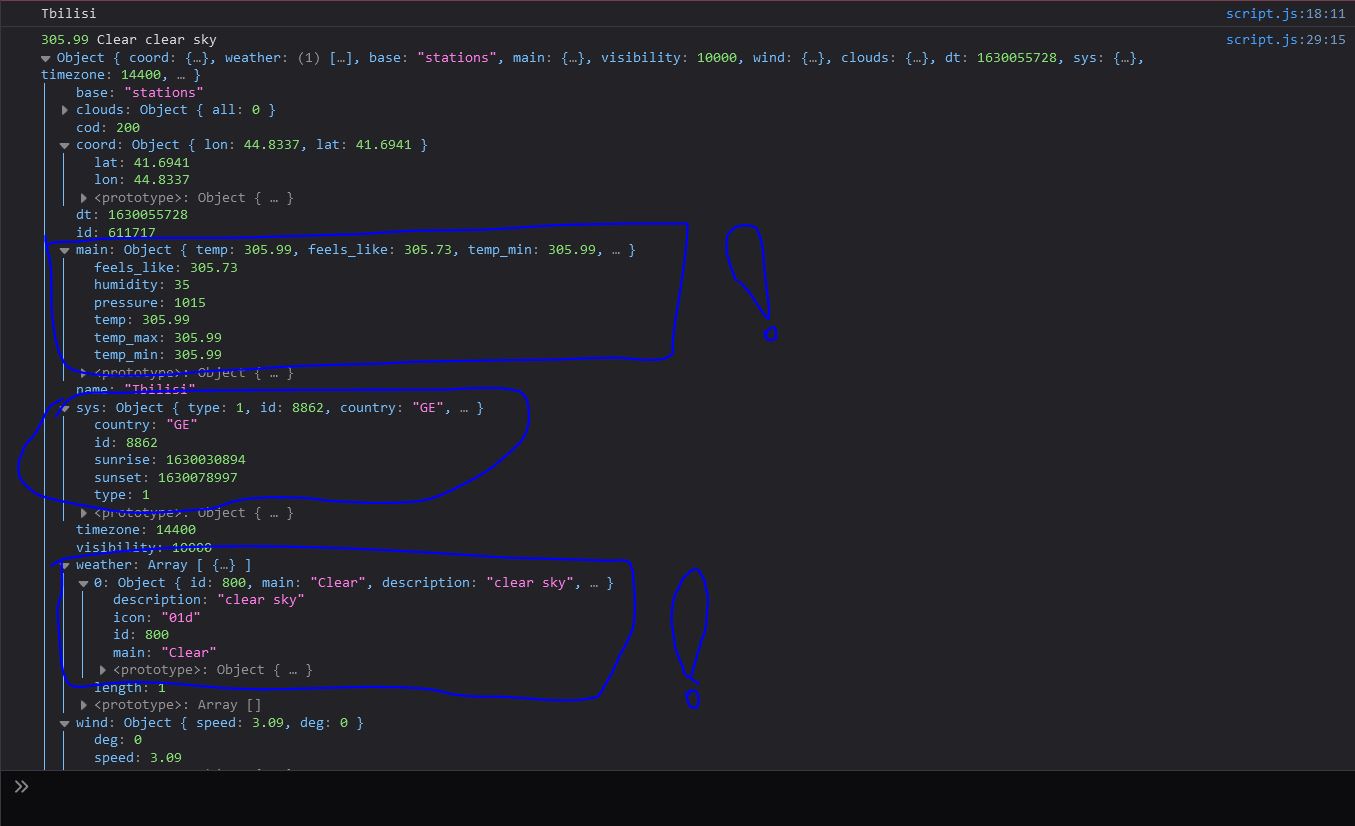 Tbilisi script.js:18:11
305.99 Clear clear sky script.js:29:15
Object { coord: {…}, weather: (1) […], base: "stations", main: {…}, visibility: 10000, wind: {…}, clouds: {…}, dt: 1630055728, sys: {…},
timezone: 14400, … }
base: "stations"
clouds: Object { all: 0 }
cod: 200
coord: Object { lon: 44.8337, lat: 41.6941 }
lat: 41.6941
lon: 44.8337
<prototype>: Object { … }
dt: 1630055728
id: 611717
main: Object { temp: 305.99, feels_like: 305.73, temp_min: 305.99, … }
feels_like: 305.73
humidity: 35
pressure: 1015
temp: 305.99
temp_max: 305.99
temp_min: 305.99
<prototype>: Object { … }
name: "Tbilisi"
sys: Object { type: 1, id: 8862, country: "GE", … }
country: "GE"
id: 8862
sunrise: 1630030894
sunset: 1630078997
type: 1
<prototype>: Object { … }
timezone: 14400
visibility: 10000
weather: Array [ {…} ]
0: Object { id: 800, main: "Clear", description: "clear sky", … }
description: "clear sky"
icon: "01d"
id: 800
main: "Clear"
<prototype>: Object { … }
length: 1
<prototype>: Array []
wind: Object { speed: 3.09, deg: 0 }
deg: 0
speed: 3.09